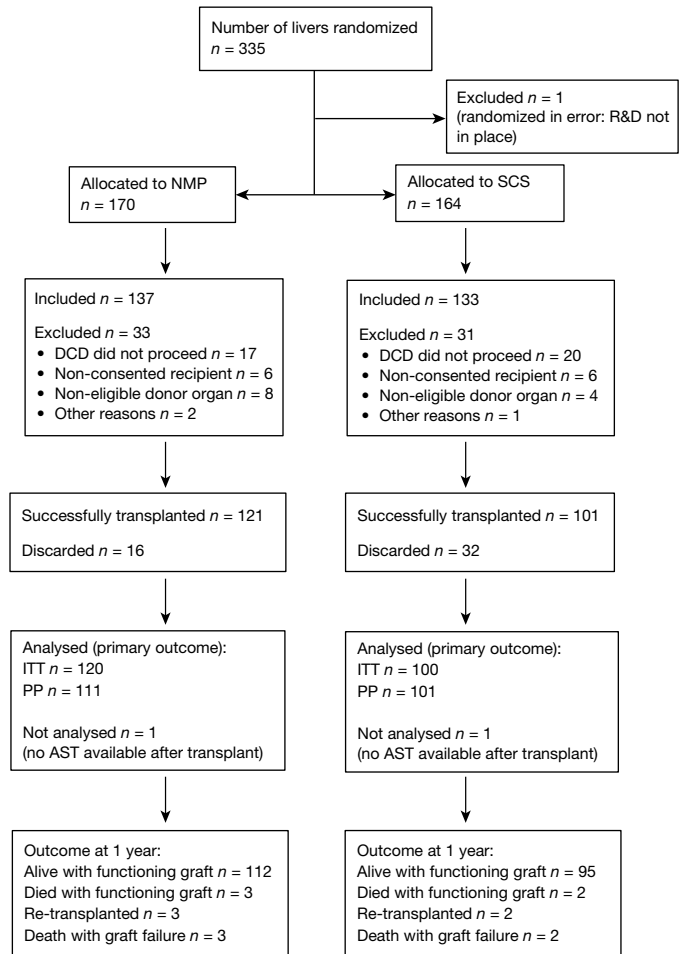 Number of livers randomized
n = 335
Excluded n = 1
(randomized in error: R&D not
in place)
Allocated to NMP
n = 170
Allocated to SCS
n = 164
Included n = 137
Excluded n = 33
• DCD did not proceed n = 17
• Non-consented recipient n = 6
• Non-eligible donor organ n = 8
• Other reasons n = 2
Included n = 133
Excluded n = 31
• DCD did not proceed n = 20
• Non-consented recipient n = 6
• Non-eligible donor organ n = 4
• Other reasons n = 1
Successfully transplanted n = 121
Discarded n = 16
Successfully transplanted n = 101
Discarded n = 32
Analysed (primary outcome):
ITT n = 120
PP n = 111
Not analysed n = 1
(no AST available after transplant)
Analysed (primary outcome):
ITT n = 100
PP n = 101
Not analysed n = 1
(no AST available after transplant)
Outcome at 1 year:
Alive with functioning graft n = 112
Died with functioning graft n = 3
Re-transplanted n = 3
Death with graft failure n = 3
Outcome at 1 year:
Alive with functioning graft n = 95
Died with functioning graft n = 2
Re-transplanted n = 2
Death with graft failure n = 2